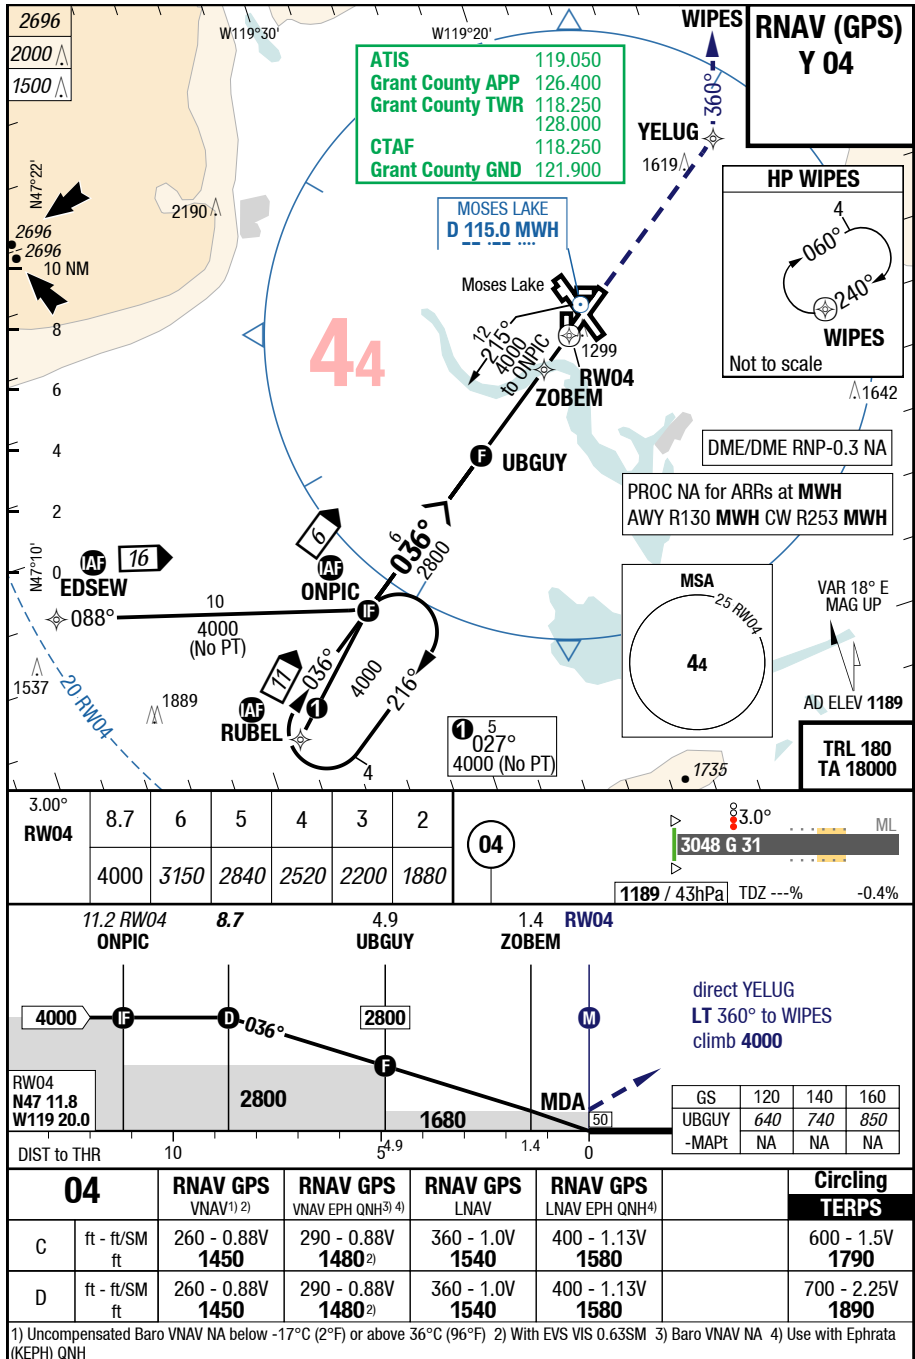 2696
2000
1500
W119°30'
W119°20'
WIPES
RNAV (GPS)
Y 04
ATIS 119.050
Grant County APP 126.400
Grant County TWR 118.250
128.000
CTAF 118.250
Grant County GND 121.900
360°
YELUG
1619
HP WIPES
4
060°
240°
WIPES
Not to scale
N47°22'
2190
2696
2696
10 NM
MOSES LAKE
D 115.0 MWH
Moses Lake
8
44
12
215°
4000
to ONPIC
1299
RW04
ZOBEM
6
1642
4
UBGUY
F
DME/DME RNP-0.3 NA
PROC NA for ARRs at MWH
AWY R130 MWH CW R253 MWH
2
N47°10'
0
IAF
EDSEW
16
6
IAF
ONPIC
6
036°
2800
088°
10
4000
(No PT)
IF
MSA
25 RW04
44
VAR 18° E
MAG UP
AD ELEV 1189
1537
20 RW04
1889
11
036°
4000
216°
IAF
RUBEL
1
4
1 5
027°
4000 (No PT)
1735
TRL 180
TA 18000
3.00°
RW04
8.7 6 5 4 3 2
4000 3150 2840 2520 2200 1880
04
3.0°
ML
3048 G 31
1189 / 43hPa TDZ ---% -0.4%
11.2 RW04 8.7 4.9 1.4 RW04
ONPIC UBGUY ZOBEM
4000 IF D 036° 2800 M
F
direct YELUG
LT 360° to WIPES
climb 4000
RW04
N47 11.8
W119 20.0
2800
1680
MDA
50
GS 120 140 160
UBGUY 640 740 850
-MAPt NA NA NA
DIST to THR 10 5 4.9 1.4 0
04 RNAV GPS RNAV GPS RNAV GPS RNAV GPS Circling
VNAV1) 2) VNAV EPH QNH3) 4) LNAV LNAV EPH QNH4) TERPS
C ft - ft/SM 260 - 0.88V 290 - 0.88V 360 - 1.0V 400 - 1.13V 600 - 1.5V
ft 1450 1480 2) 1540 1580 1790
D ft - ft/SM 260 - 0.88V 290 - 0.88V 360 - 1.0V 400 - 1.13V 700 - 2.25V
ft 1450 1480 2) 1540 1580 1890
1) Uncompensated Baro VNAV NA below -17°C (2°F) or above 36°C (96°F) 2) With EVS VIS 0.63SM 3) Baro VNAV NA 4) Use with Ephrata
(KEPH) QNH